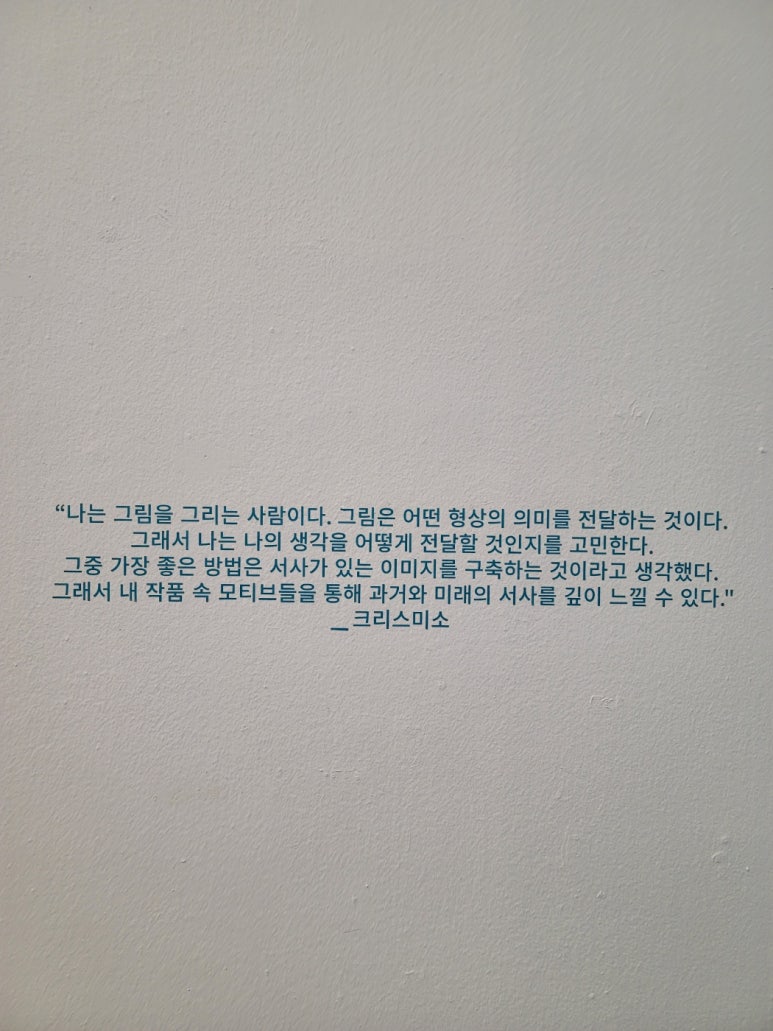 “나는 그림을 그리는 사람이다. 그림은 어떤 형상의 의미를 전달하는 것이다.
그래서 나는 나의 생각을 어떻게 전달할 것인지를 고민한다.
그중 가장 좋은 방법은 서사가 있는 이미지를 구축하는 것이라고 생각했다.
그래서 내 작품 속 모티브들을 통해 과거와 미래의 서사를 깊이 느낄 수 있다."
_크리스미소